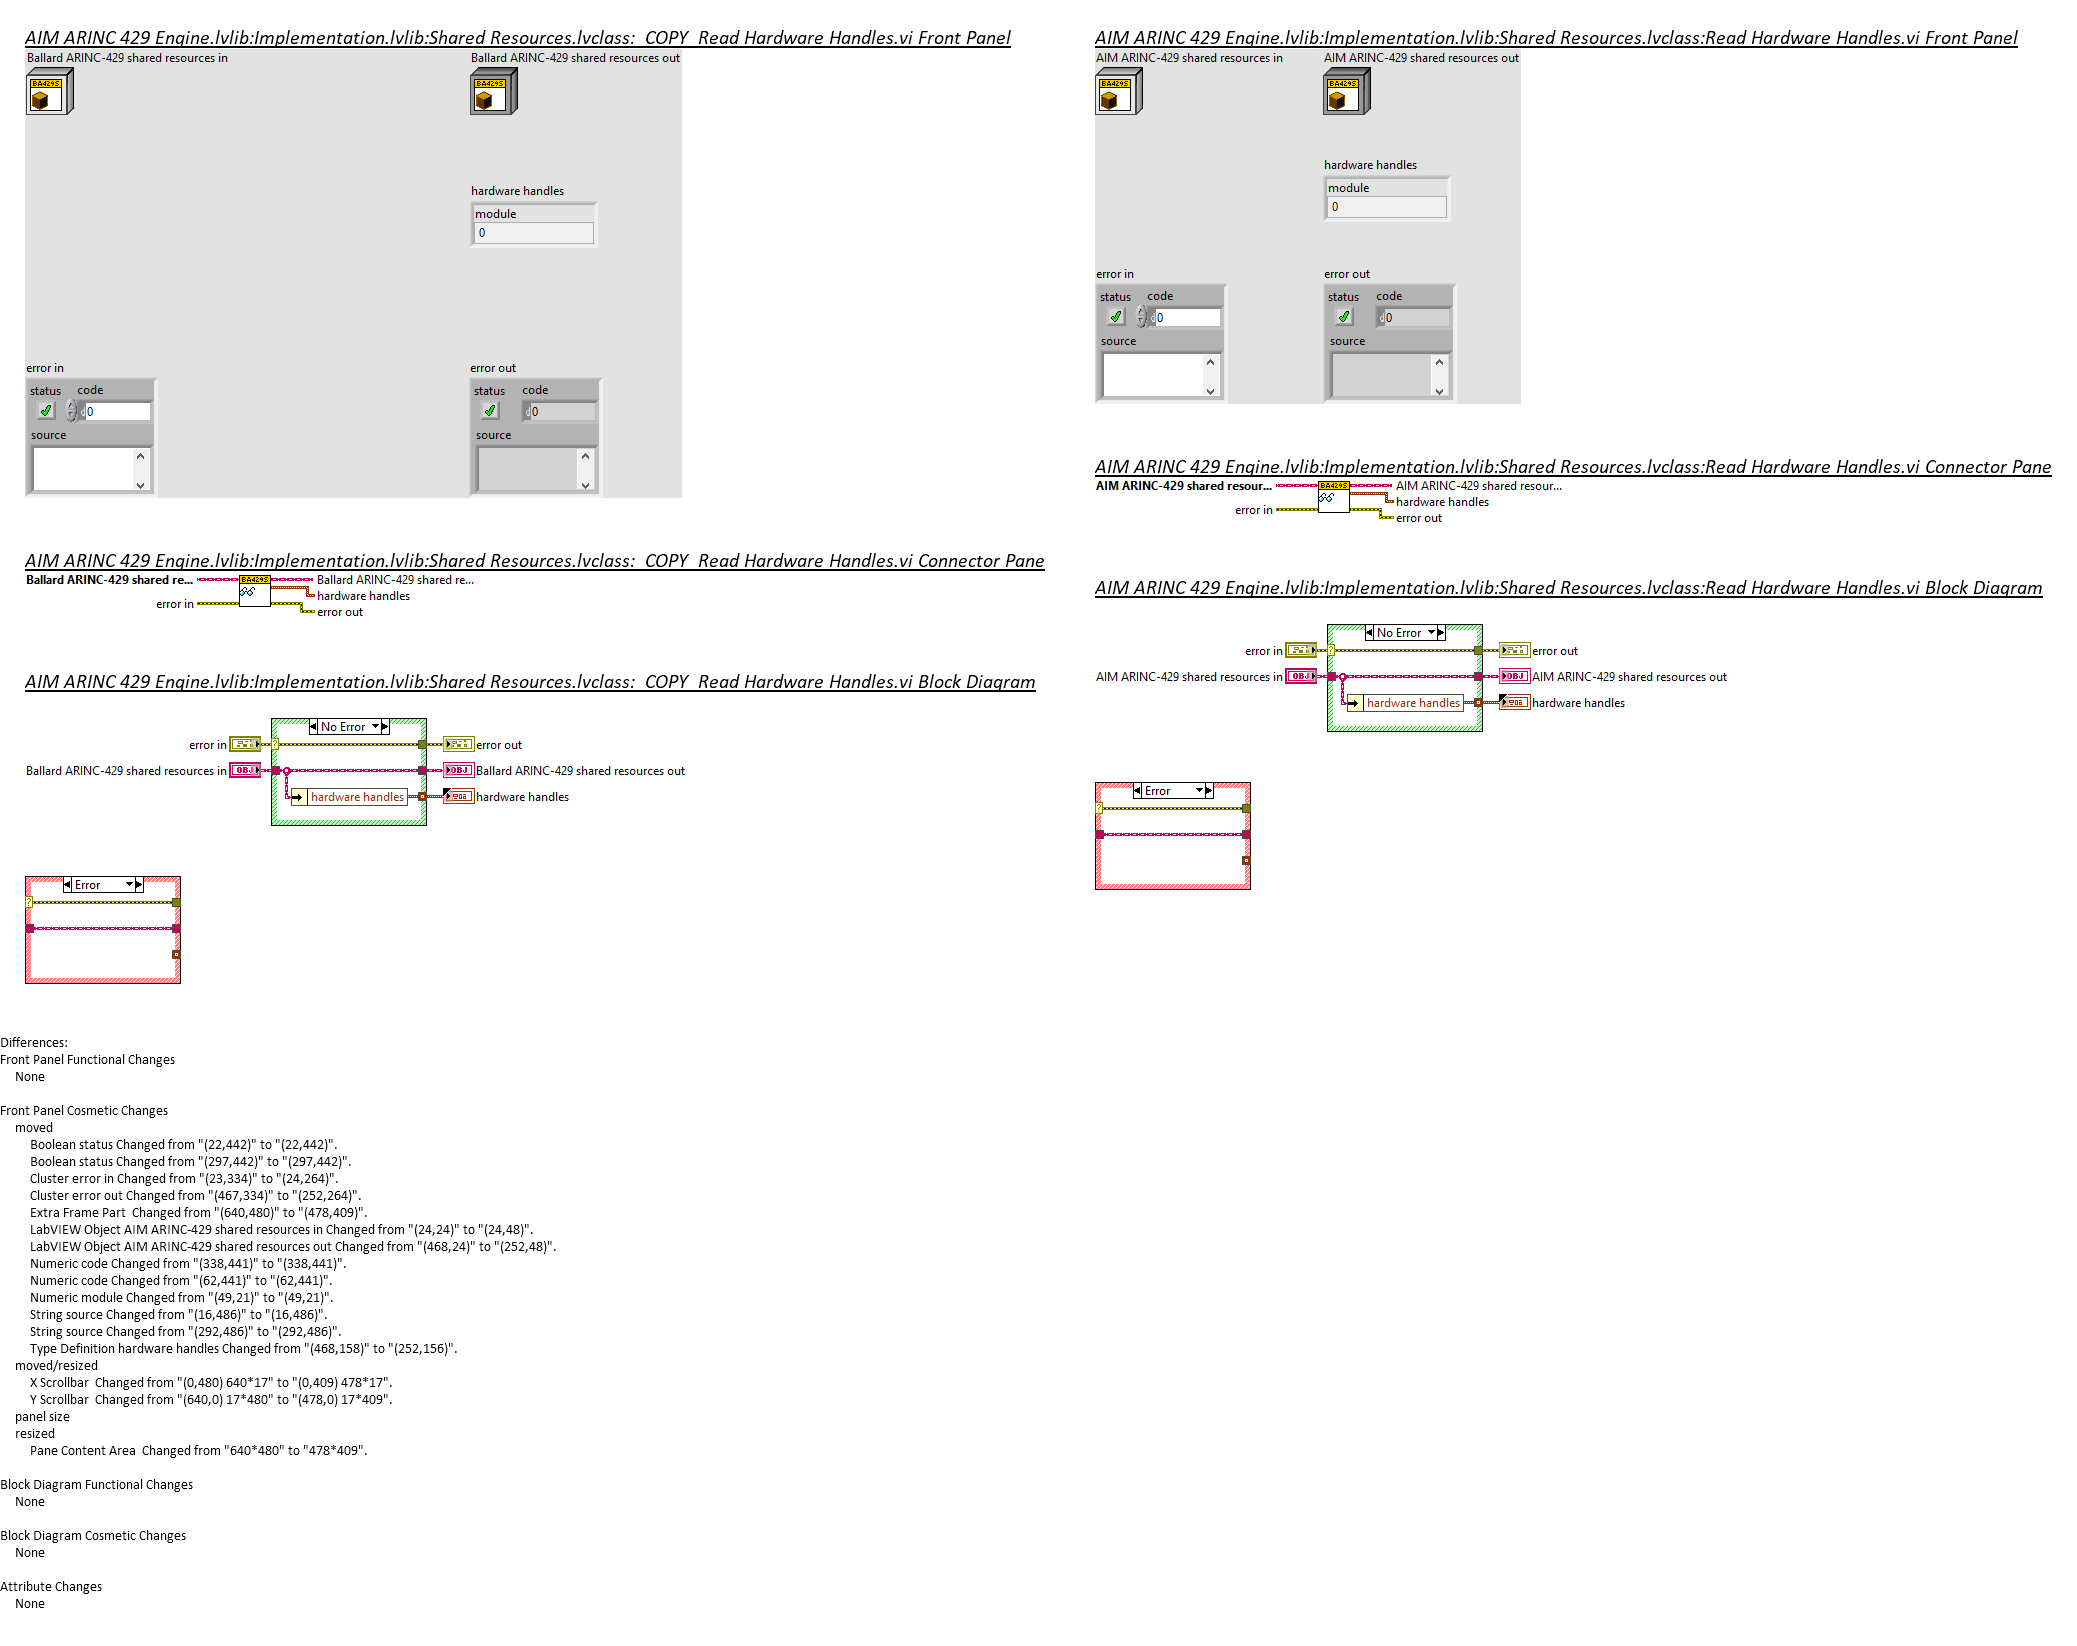 AIM ARINC 429 Engine.lvlib:Implementation.lvlib:Shared Resources.lvclass:_COPY_Read Hardware Handles.vi Front Panel
Ballard ARINC-429 shared resources in
Ballard ARINC-429 shared resources out
BA429S
BA429S
hardware handles
module
0
error in
error out
status code
0
source
status code
0
source
AIM ARINC 429 Engine.lvlib:Implementation.lvlib:Shared Resources.lvclass:_COPY_Read Hardware Handles.vi Connector Pane
Ballard ARINC-429 shared re...
BA429S
Ballard ARINC-429 shared re...
hardware handles
error in
error out
AIM ARINC 429 Engine.lvlib:Implementation.lvlib:Shared Resources.lvclass:_COPY_Read Hardware Handles.vi Block Diagram
No Error
error in
?
error out
Ballard ARINC-429 shared resources in
OBJ
OBJ
Ballard ARINC-429 shared resources out
hardware handles
hardware handles
Error
?
AIM ARINC 429 Engine.lvlib:Implementation.lvlib:Shared Resources.lvclass:Read Hardware Handles.vi Front Panel
AIM ARINC-429 shared resources in
AIM ARINC-429 shared resources out
BA429S
BA429S
hardware handles
module
0
error in
error out
status code
0
source
status code
0
source
AIM ARINC 429 Engine.lvlib:Implementation.lvlib:Shared Resources.lvclass:Read Hardware Handles.vi Connector Pane
AIM ARINC-429 shared resour...
BA429S
AIM ARINC-429 shared resour...
hardware handles
error in
error out
AIM ARINC 429 Engine.lvlib:Implementation.lvlib:Shared Resources.lvclass:Read Hardware Handles.vi Block Diagram
No Error
error in
?
error out
AIM ARINC-429 shared resources in
OBJ
OBJ
AIM ARINC-429 shared resources out
hardware handles
hardware handles
Error
?
Differences:
Front Panel Functional Changes
None
Front Panel Cosmetic Changes
moved
Boolean status Changed from "(22,442)" to "(22,442)".
Boolean status Changed from "(297,442)" to "(297,442)".
Cluster error in Changed from "(23,334)" to "(24,264)".
Cluster error out Changed from "(467,334)" to "(252,264)".
Extra Frame Part  Changed from "(640,480)" to "(478,409)".
LabVIEW Object AIM ARINC-429 shared resources in Changed from "(24,24)" to "(24,48)".
LabVIEW Object AIM ARINC-429 shared resources out Changed from "(468,24)" to "(252,48)".
Numeric code Changed from "(338,441)" to "(338,441)".
Numeric code Changed from "(62,441)" to "(62,441)".
Numeric module Changed from "(49,21)" to "(49,21)".
String source Changed from "(16,486)" to "(16,486)".
String source Changed from "(292,486)" to "(292,486)".
Type Definition hardware handles Changed from "(468,158)" to "(252,156)".
moved/resized
X Scrollbar  Changed from "(0,480) 640*17" to "(0,409) 478*17".
Y Scrollbar  Changed from "(640,0) 17*480" to "(478,0) 17*409".
panel size
resized
Pane Content Area  Changed from "640*480" to "478*409".
Block Diagram Functional Changes
None
Block Diagram Cosmetic Changes
None
Attribute Changes
None